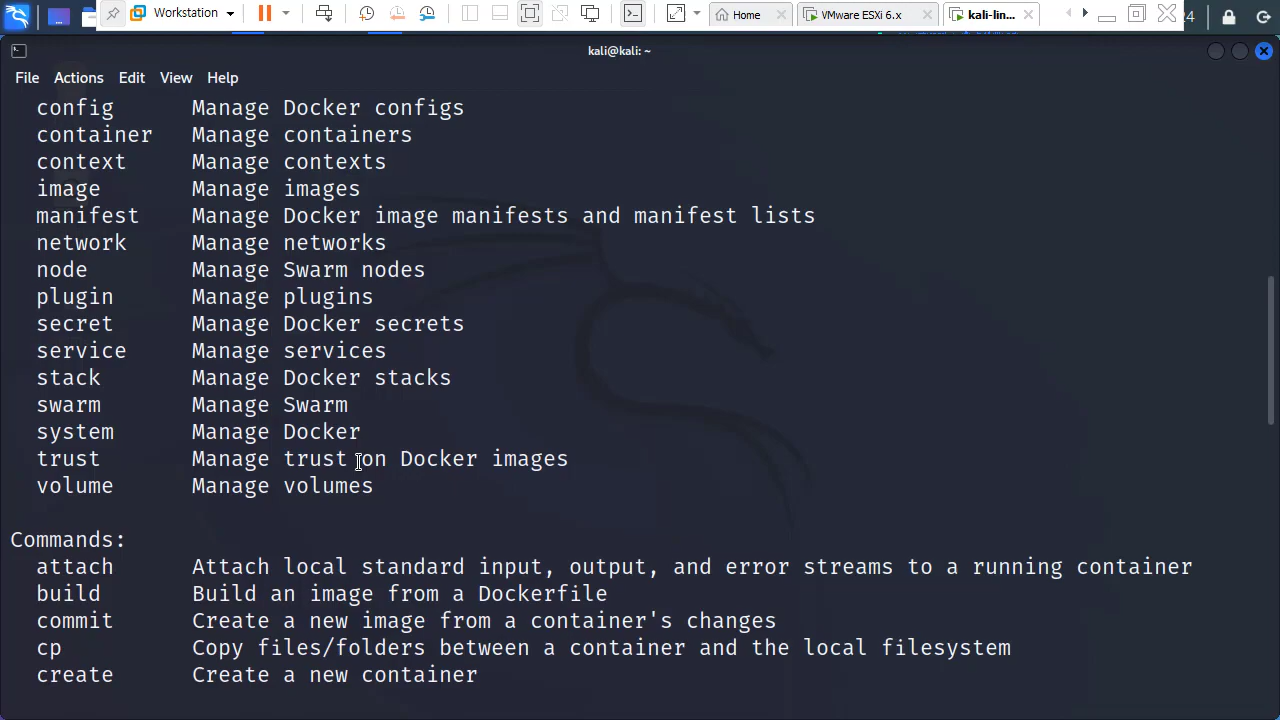 Workstation
Home
VMware ESXi 6.x
kali-lin...
24
kali@kali: ~
File Actions Edit View Help
config Manage Docker configs
container Manage containers
context Manage contexts
image Manage images
manifest Manage Docker image manifests and manifest lists
network Manage networks
node Manage Swarm nodes
plugin Manage plugins
secret Manage Docker secrets
service Manage services
stack Manage Docker stacks
swarm Manage Swarm
system Manage Docker
trust Manage trust on Docker images
volume Manage volumes
Commands:
attach Attach local standard input, output, and error streams to a running container
build Build an image from a Dockerfile
commit Create a new image from a container's changes
cp Copy files/folders between a container and the local filesystem
create Create a new container